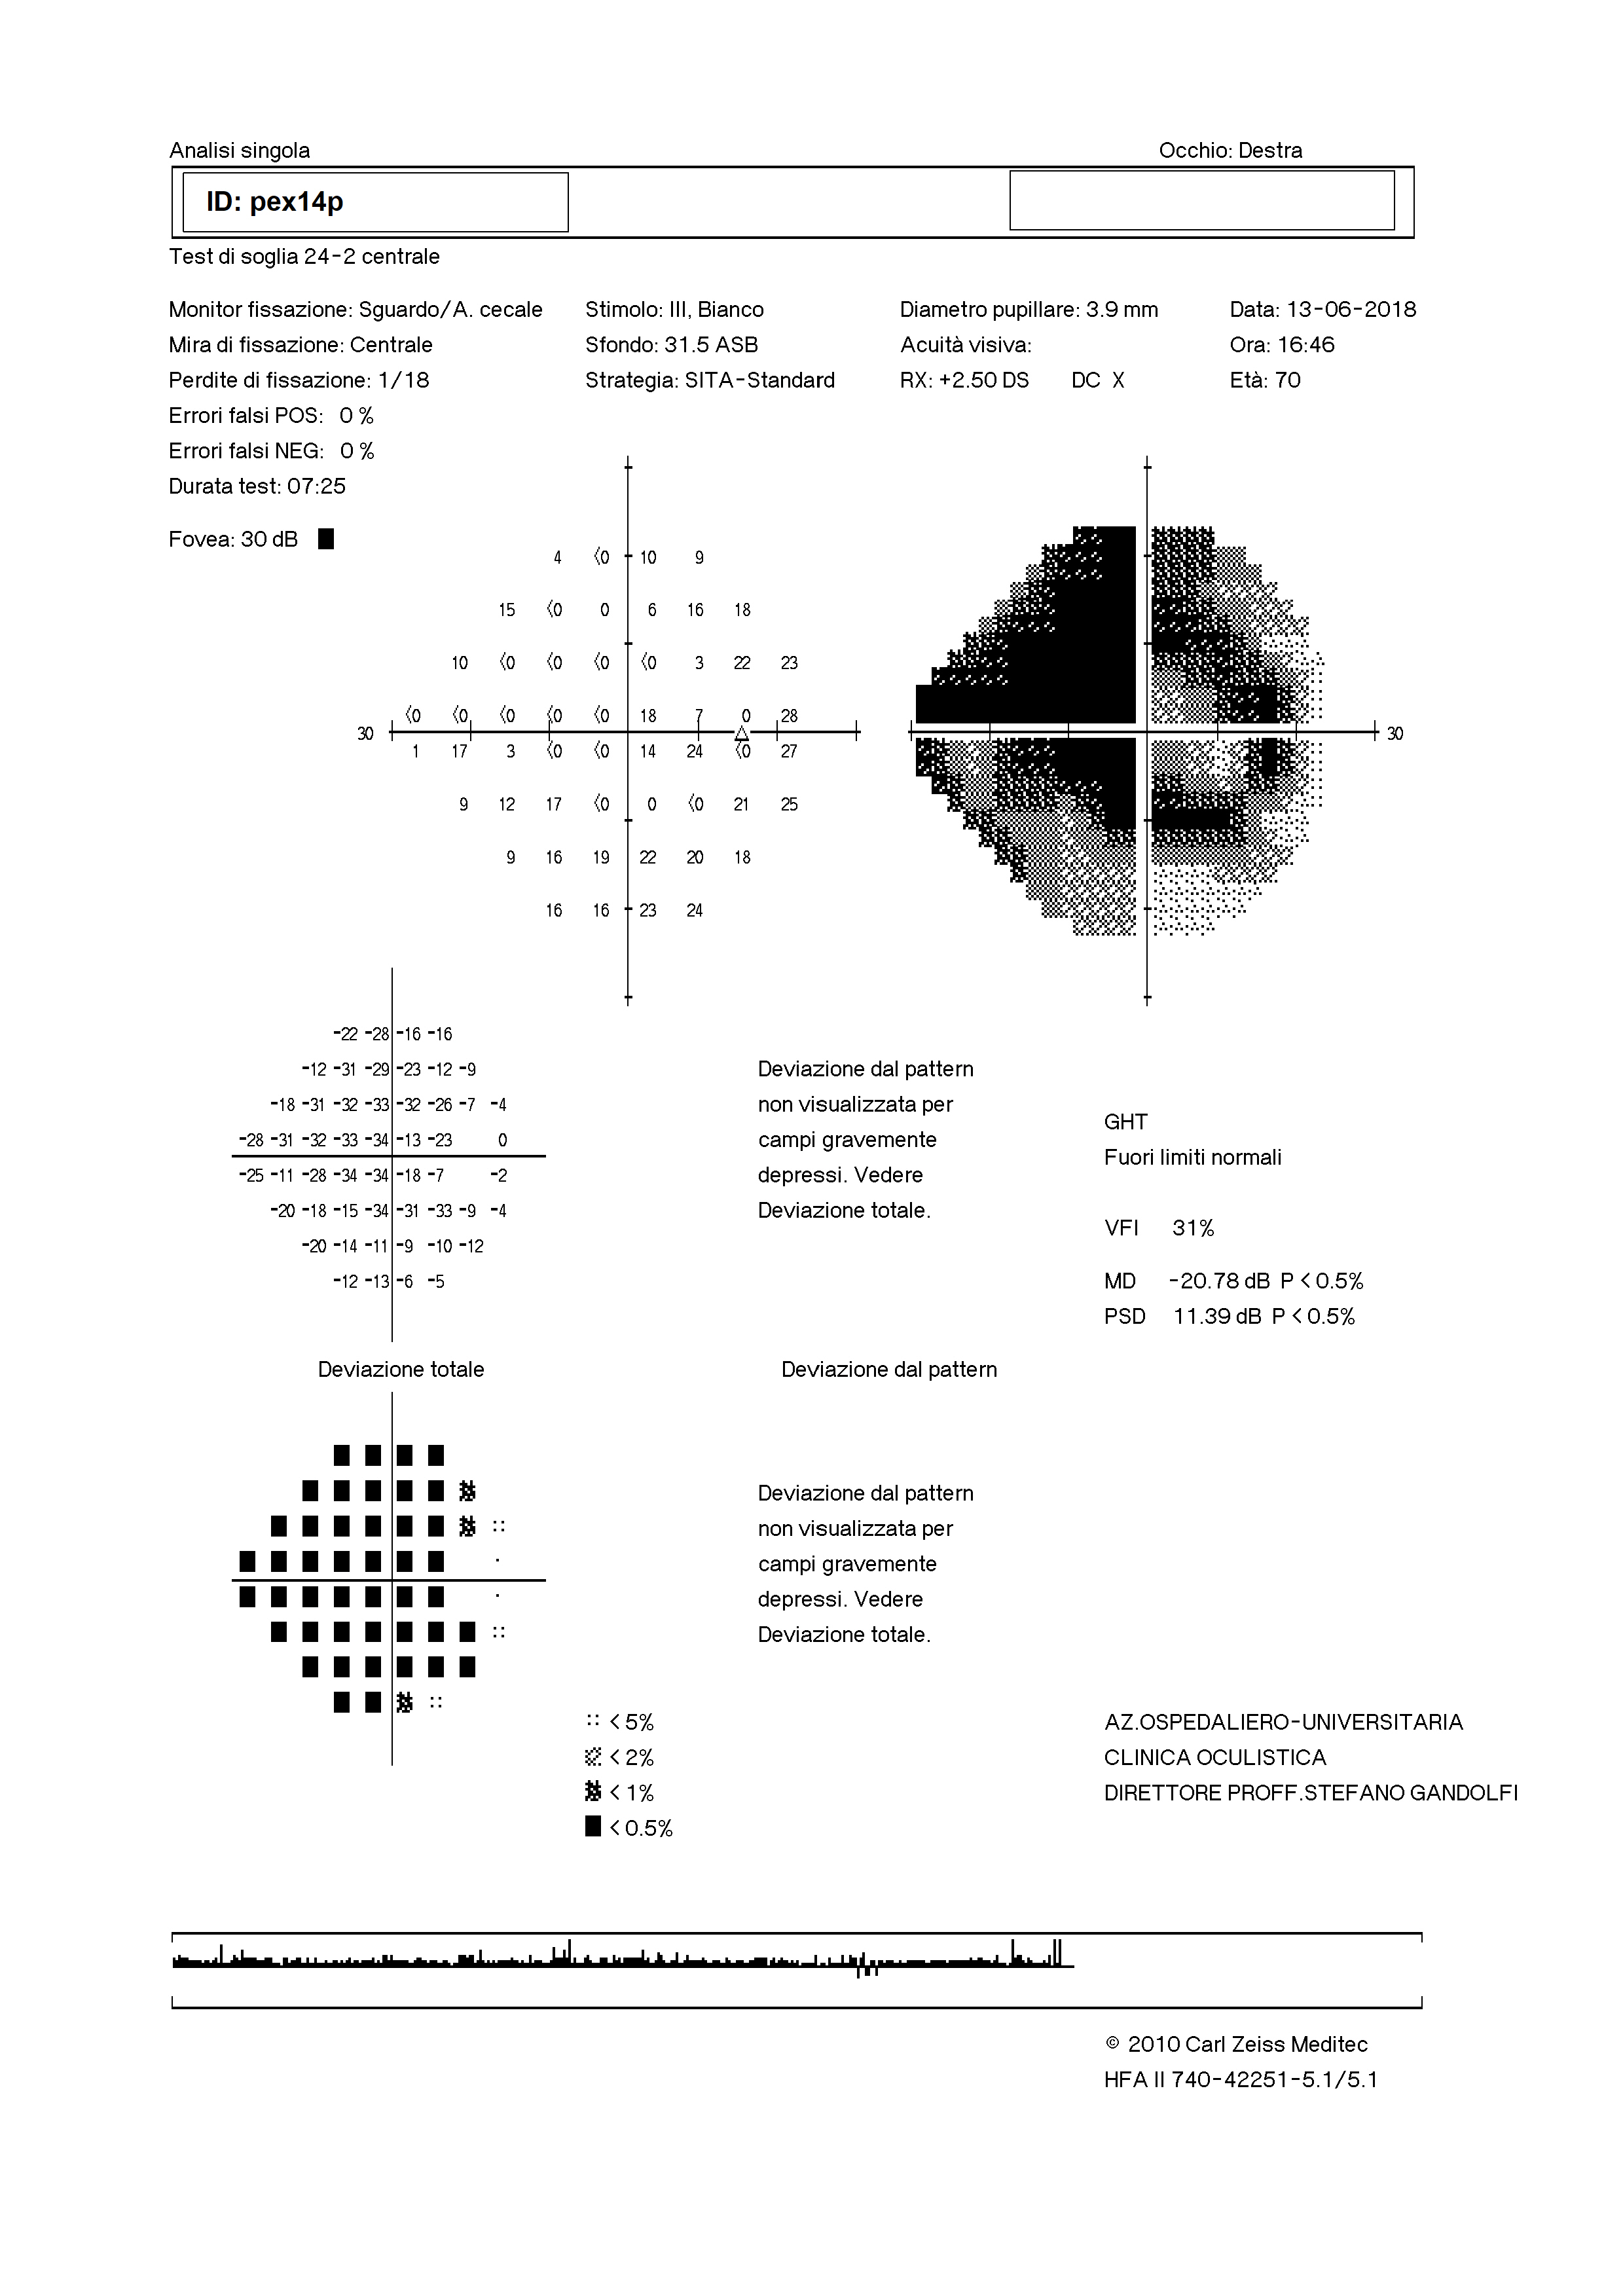 Analisi singola Occhio: Destra
ID: pex14p
Test di soglia 24-2 centrale
Monitor fissazione: Sguardo/A. cecale Stimolo: III, Bianco Diametro pupillare: 3.9 mm Data: 13-06-2018
Mira di fissazione: Centrale Sfondo: 31.5 ASB Acuità visiva: Ora: 16:46
Perdite di fissazione: 1/18 Strategia: SITA-Standard RX: +2.50 DS DC X Età: 70
Errori falsi POS: 0 %
Errori falsi NEG: 0 %
Durata test: 07:25
Fovea: 30 dB
4 <0 10 9
15 <0 0 6 16 18
10 <0 <0 <0 <0 3 22 23
<0 <0 <0 <0 <0 18 7 0 28
30 30
1 17 3 <0 <0 14 24 <0 27
9 12 17 <0 0 <0 21 25
9 16 19 22 20 18
16 16 23 24
-22 -28 -16 -16
-12 -31 -29 -23 -12 -9
-18 -31 -32 -33 -32 -26 -7 -4
-28 -31 -32 -33 -34 -13 -23 0
-25 -11 -28 -34 -34 -18 -7 -2
-20 -18 -15 -34 -31 -33 -9 -4
-20 -14 -11 -9 -10 -12
-12 -13 -6 -5
Deviazione totale
Deviazione dal pattern
non visualizzata per
campi gravemente
depressi. Vedere
Deviazione totale.
Deviazione dal pattern
GHT
Fuori limiti normali
VFI 31%
MD -20.78 dB P < 0.5%
PSD 11.39 dB P < 0.5%
Deviazione dal pattern
non visualizzata per
campi gravemente
depressi. Vedere
Deviazione totale.
< 5%
< 2%
< 1%
< 0.5%
AZ.OSPEDALIERO-UNIVERSITARIA
CLINICA OCULISTICA
DIRETTORE PROFF.STEFANO GANDOLFI
© 2010 Carl Zeiss Meditec
HFA II 740-42251-5.1/5.1